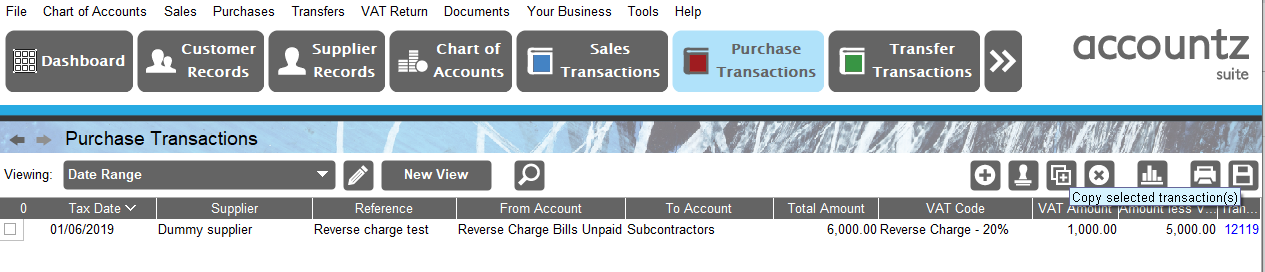 File Chart of Accounts Sales Purchases Transfers VAT Return Documents Your Business Tools Help
Dashboard
Customer Records
Supplier Records
Chart of Accounts
Sales Transactions
Purchase Transactions
Transfer Transactions
accountz
suite
Purchase Transactions
Viewing: Date Range New View
Copy selected transaction(s)
0 Tax Date Supplier Reference From Account To Account Total Amount VAT Code VAT Amount Amount less V... Tran...
01/06/2019 Dummy supplier Reverse charge test Reverse Charge Bills Unpaid Subcontractors 6,000.00 Reverse Charge - 20% 1,000.00 5,000.00 12119